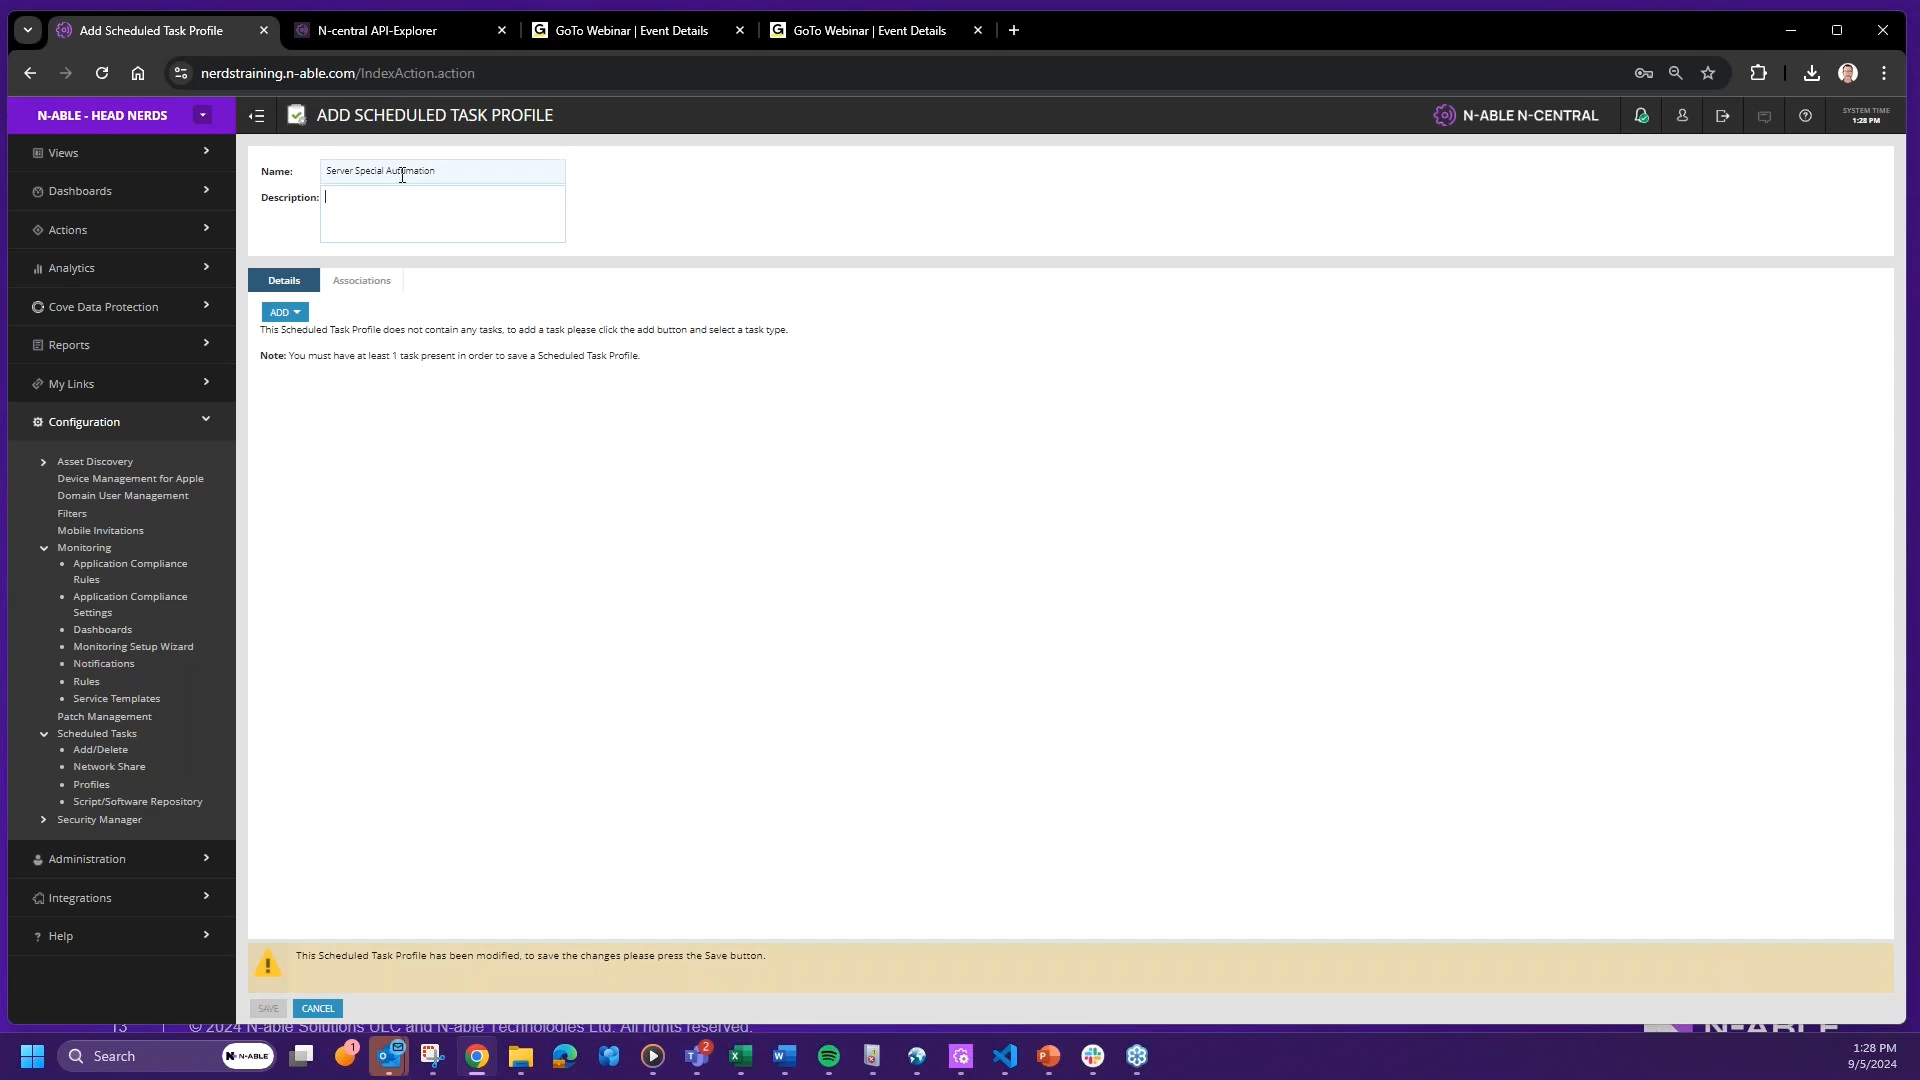 Add Scheduled Task Profile
N-central API-Explorer
GoTo Webinar | Event Details
GoTo Webinar | Event Details
nerdstraining.n-able.com/IndexAction.action
N-ABLE - HEAD NERDS
ADD SCHEDULED TASK PROFILE
N-ABLE N-CENTRAL
SYSTEM TIME
1:28 PM
Views
Dashboards
Actions
Analytics
Cove Data Protection
Reports
My Links
Configuration
Asset Discovery
Device Management for Apple
Domain User Management
Filters
Mobile Invitations
Monitoring
Application Compliance
Rules
Application Compliance
Settings
Dashboards
Monitoring Setup Wizard
Notifications
Rules
Service Templates
Patch Management
Scheduled Tasks
Add/Delete
Network Share
Profiles
Script/Software Repository
Security Manager
Administration
Integrations
Help
Name: Server Special Automation
Description:
Details
Associations
ADD
This Scheduled Task Profile does not contain any tasks, to add a task please click the add button and select a task type.
Note: You must have at least 1 task present in order to save a Scheduled Task Profile.
This Scheduled Task Profile has been modified, to save the changes please press the Save button.
SAVE
CANCEL
13 | © 2024 N-able Solutions ULC and N-able Technologies Ltd. All rights reserved.
N-ABLE
Search
N-ABLE
1
2
1:28 PM
9/5/2024